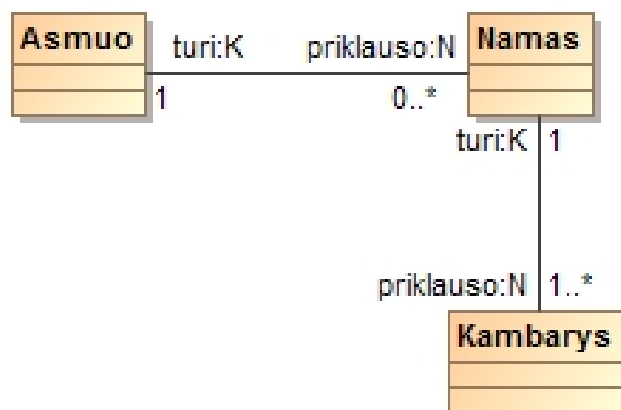 Asmuo turi:K priklauso:N Namas
1 0..*
turi:K 1
priklauso:N 1..*
Kambarys